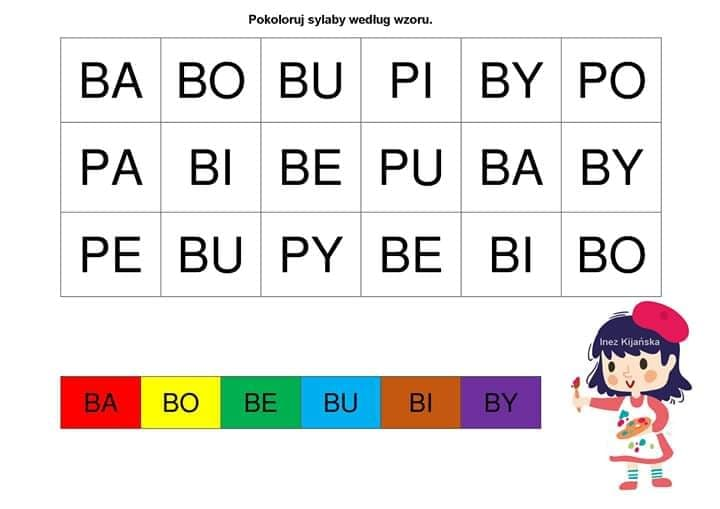 Pokoloruj sylaby według wzoru.
BA BO BU PI BY PO
PA BI BE PU BA BY
PE BU PY BE BI BO
Inez Kijańska
BA BO BE BU BI BY